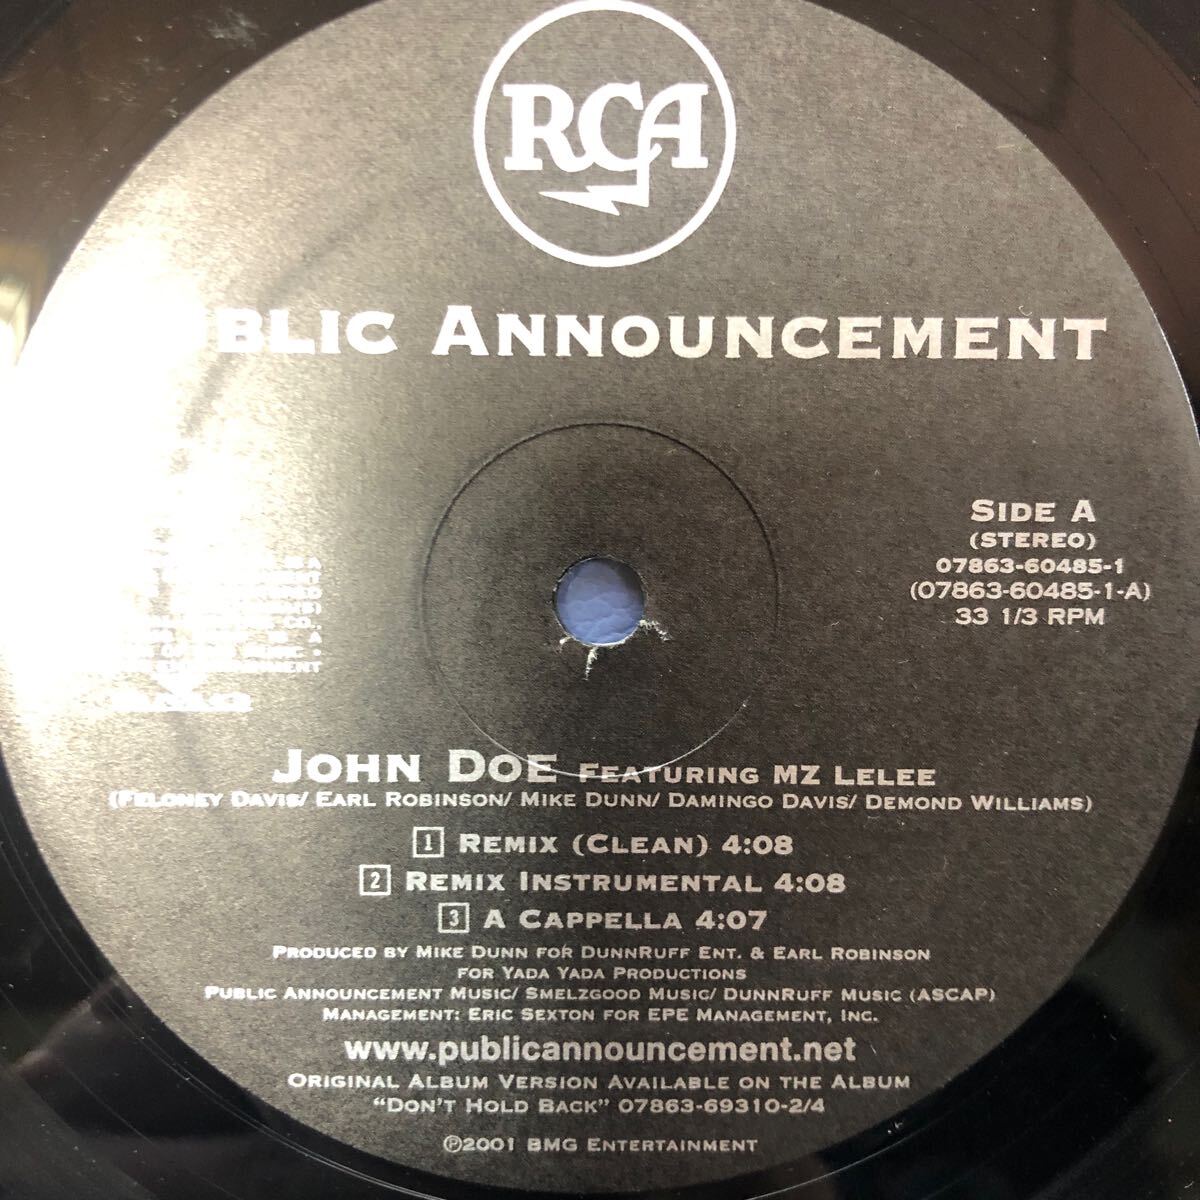 RCA
PUBLIC ANNOUNCEMENT
SIDE A
(STEREO)
07863-60485-1
(07863-60485-1-A)
33 1/3 RPM
JOHN DOE FEATURING MZ LELEE
(FELONEY DAVIS/ EARL ROBINSON/ MIKE DUNN/ DAMINGO DAVIS/ DEMOND WILLIAMS)
1 REMIX (CLEAN) 4:08
2 REMIX INSTRUMENTAL 4:08
3 A CAPPELLA 4:07
PRODUCED BY MIKE DUNN FOR DUNNRUFF ENT. & EARL ROBINSON
FOR YADA YADA PRODUCTIONS
PUBLIC ANNOUNCEMENT MUSIC/ SMELZGOOD MUSIC/ DUNNRUFF MUSIC (ASCAP)
MANAGEMENT: ERIC SEXTON FOR EPE MANAGEMENT, INC.
www.publicannouncement.net
ORIGINAL ALBUM VERSION AVAILABLE ON THE ALBUM
"DON'T HOLD BACK" 07863-69310-2/4
℗2001 BMG ENTERTAINMENT